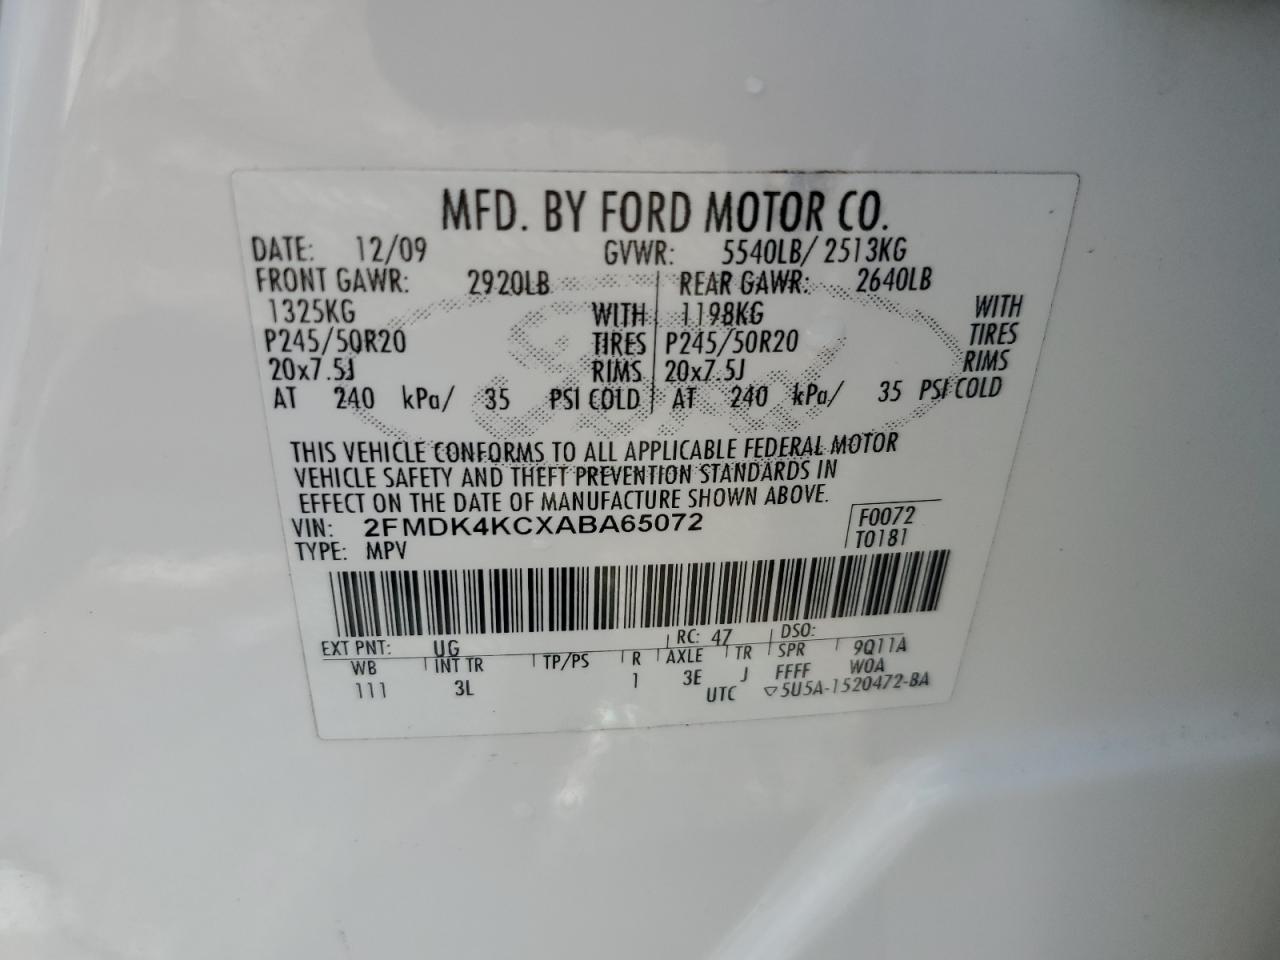 MFD. BY FORD MOTOR CO.
DATE: 12/09 GVWR: 5540LB/ 2513KG
FRONT GAWR: 2920LB REAR GAWR: 2640LB
1325KG WITH 1198KG WITH
P245/50R20 TIRES P245/50R20 TIRES
20x7.5J RIMS 20x7.5J RIMS
AT 240 kPa/ 35 PSI COLD AT 240 kPa/ 35 PSI COLD
THIS VEHICLE CONFORMS TO ALL APPLICABLE FEDERAL MOTOR
VEHICLE SAFETY AND THEFT PREVENTION STANDARDS IN
EFFECT ON THE DATE OF MANUFACTURE SHOWN ABOVE.
VIN: 2FMDK4KCXABA65072 F0072
TYPE: MPV T0181
EXT PNT: UG RC: 47 DSO:
WB INT TR TP/PS R AXLE TR SPR 9Q11A
111 3L 1 3E J FFFF W0A
UTC ▽5U5A-1520472-BA